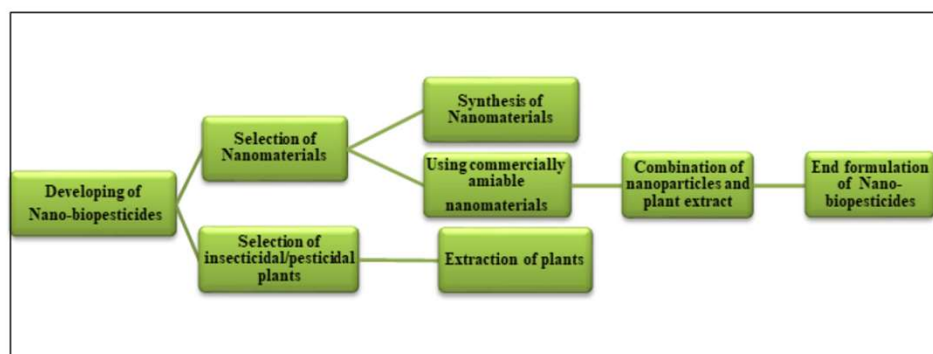 Developing of
Nano-biopesticides
Selection of
Nanomaterials
Selection of
insecticidal/pesticidal
plants
Synthesis of
Nanomaterials
Using commercially
amiable
nanomaterials
Extraction of plants
Combination of
nanoparticles and
plant extract
End formulation
of Nano-
biopesticides